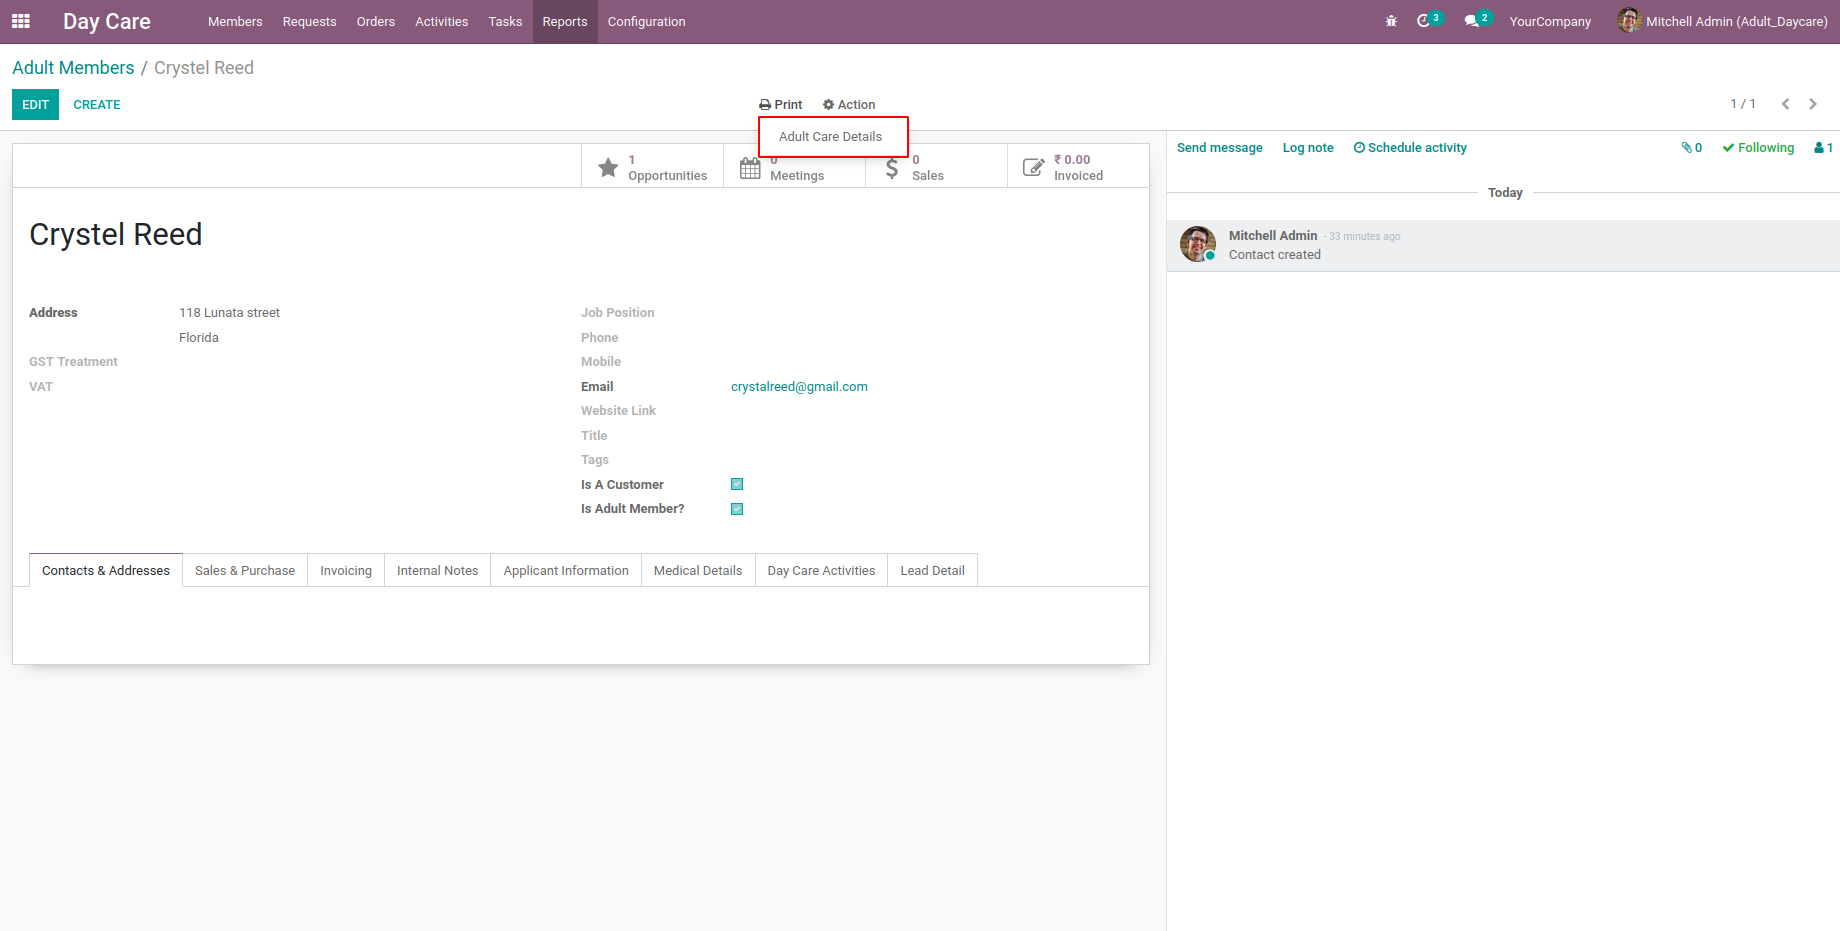 Day Care Members Requests Orders Activities Tasks Reports Configuration 3 2 YourCompany Mitchell Admin (Adult_Daycare)
Adult Members / Crystel Reed
EDIT CREATE Print Action 1 / 1
Adult Care Details
Send message Log note Schedule activity 0 Following 1
1 Opportunities
0 Meetings
0 Sales
₹ 0.00 Invoiced
Today
Crystel Reed
Mitchell Admin - 33 minutes ago
Contact created
Address 118 Lunata street
Florida
GST Treatment
VAT
Job Position
Phone
Mobile
Email crystalreed@gmail.com
Website Link
Title
Tags
Is A Customer
Is Adult Member?
Contacts & Addresses Sales & Purchase Invoicing Internal Notes Applicant Information Medical Details Day Care Activities Lead Detail